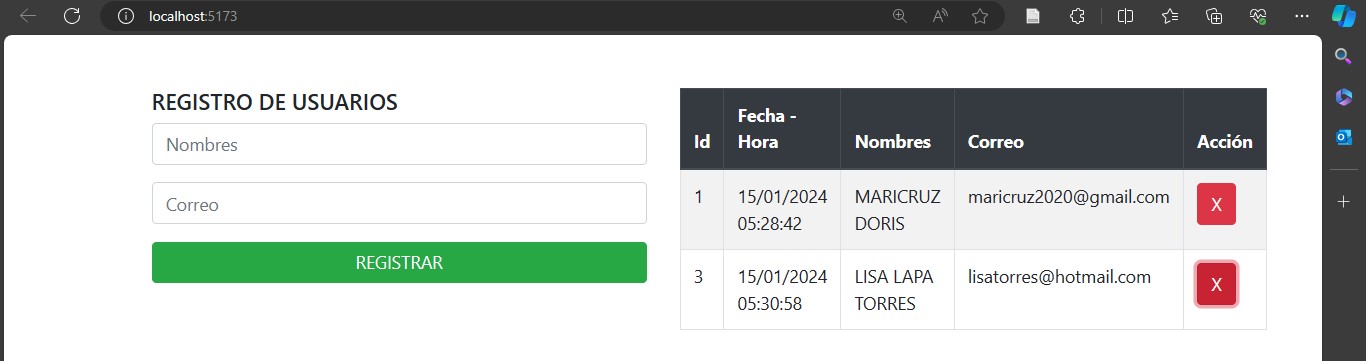 localhost:5173
REGISTRO DE USUARIOS
Nombres
Correo
REGISTRAR
Fecha -
Id Hora Nombres Correo Acción
1 15/01/2024 MARICRUZ maricruz2020@gmail.com X
05:28:42 DORIS
3 15/01/2024 LISA LAPA lisatorres@hotmail.com X
05:30:58 TORRES